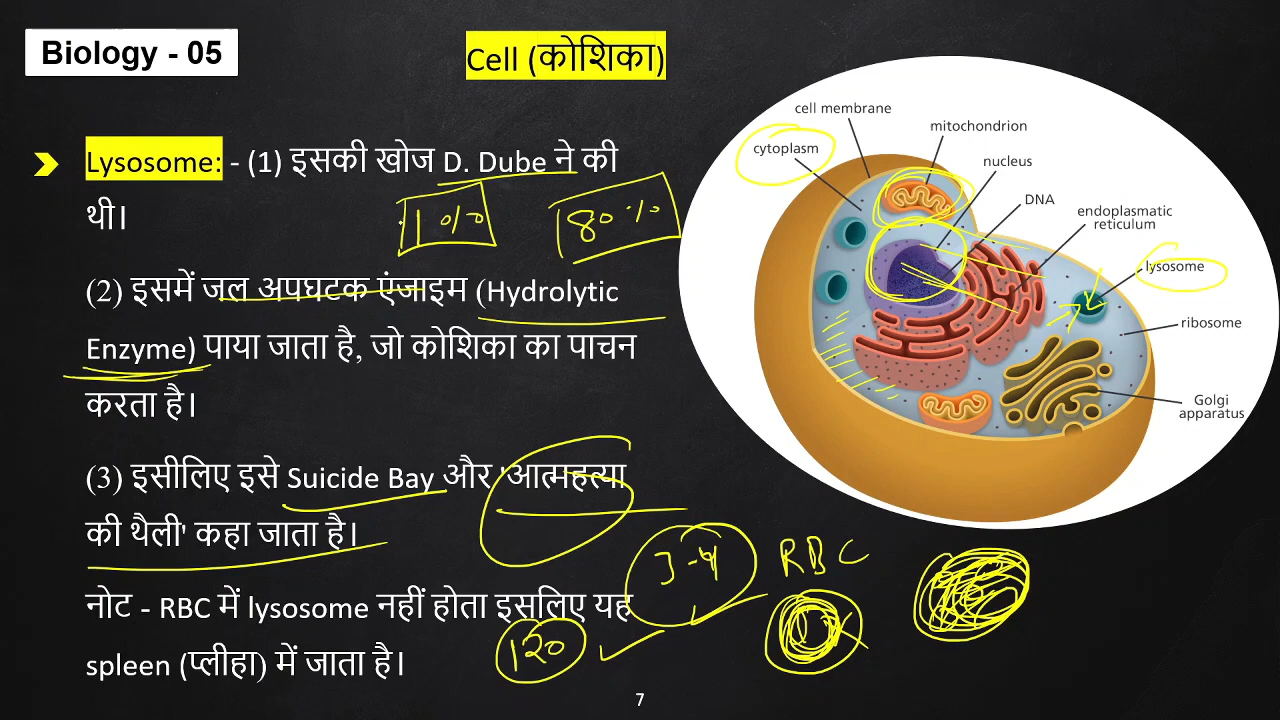 Biology - 05
Cell (कोशिका)
Lysosome: - (1) इसकी खोज D. Dube ने की
थी।
1 %
80 %
(2) इसमें जल अपघटक एंजाइम (Hydrolytic
Enzyme) पाया जाता है, जो कोशिका का पाचन
करता है।
(3) इसीलिए इसे Suicide Bay और 'आत्महत्या
की थैली' कहा जाता है।
नोट - RBC में lysosome नहीं होता इसलिए यह
spleen (प्लीहा) में जाता है।
120
RBC
cell membrane
mitochondrion
cytoplasm
nucleus
DNA
endoplasmatic
reticulum
lysosome
ribosome
Golgi
apparatus
7